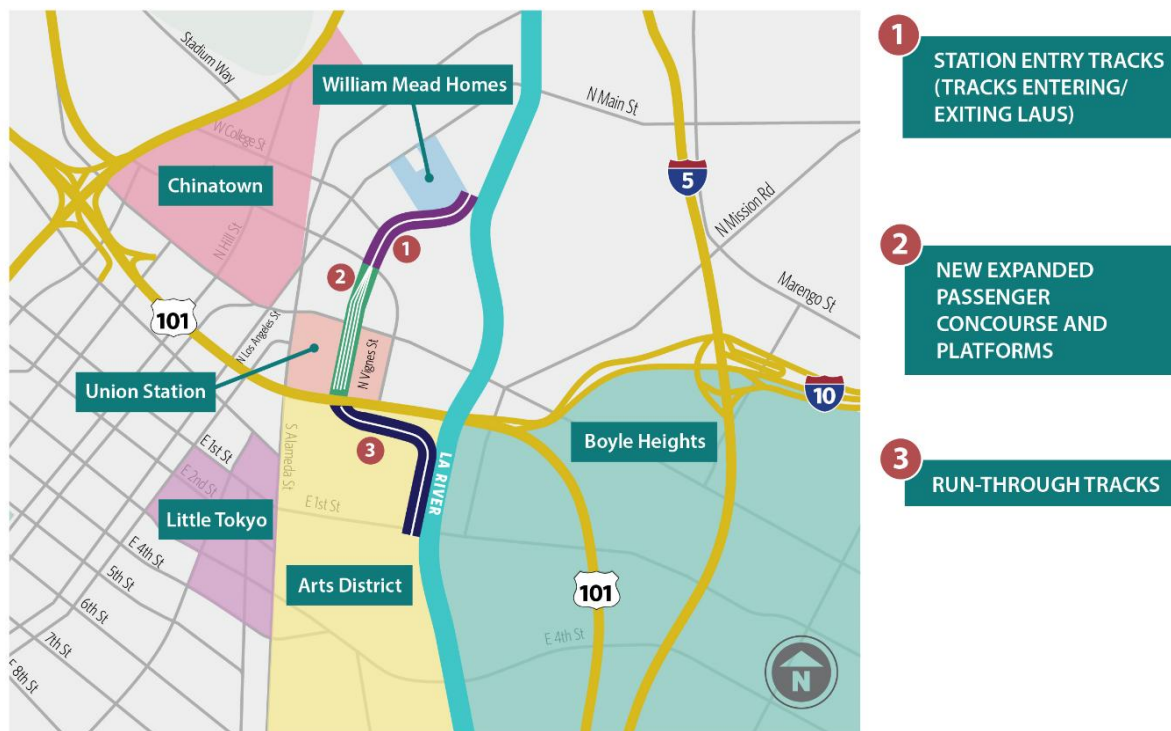 Stadium Way
William Mead Homes
N Main St
W College St
Chinatown
5
N Mission Rd
N Hill St
1
2
Marengo St
101
N Los Angeles St
N Vignes St
Union Station
10
3
S Alameda St
LA RIVER
Boyle Heights
E 1st St
E 2nd St
E 1st St
Little Tokyo
E 4th St
5th St
Arts District
101
6th St
E 4th St
7th St
E 8th St
N
1
STATION ENTRY TRACKS
(TRACKS ENTERING/
EXITING LAUS)
2
NEW EXPANDED
PASSENGER
CONCOURSE AND
PLATFORMS
3
RUN-THROUGH TRACKS